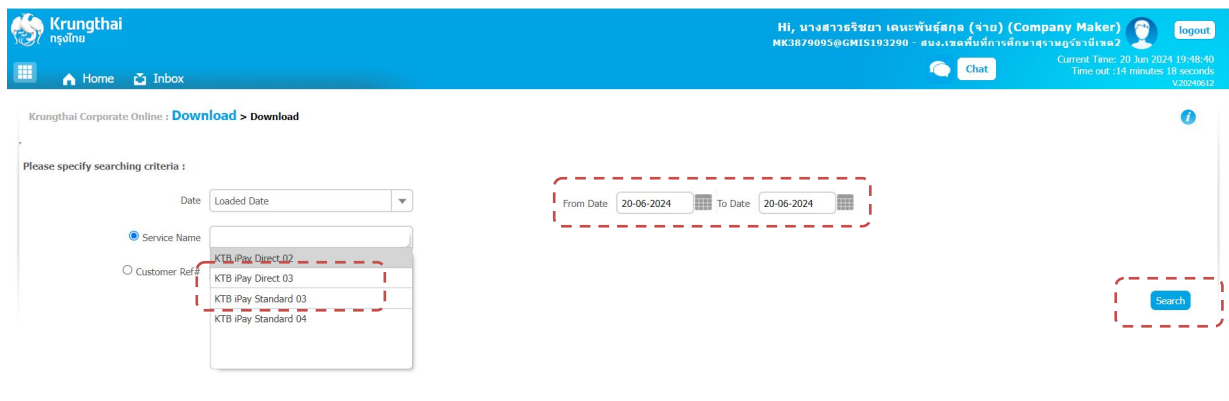 Krungthai
กรุงไทย
Hi, นางสาวธริชยา เดนะพันธุ์สกุล (จ่าย) (Company Maker)
MK3879095@GMIS193290 - สนง.เขตพื้นที่การศึกษาสุราษฎร์ธานีเขต2
logout
Home
Inbox
Chat
Current Time: 20 Jun 2024 19:48:40
Time out :14 minutes 18 seconds
V.20240612
Krungthai Corporate Online : Download > Download
Please specify searching criteria :
Date Loaded Date
From Date 20-06-2024 To Date 20-06-2024
Service Name
KTB iPay Direct 02
Customer Ref#
KTB iPay Direct 03
KTB iPay Standard 03
KTB iPay Standard 04
Search